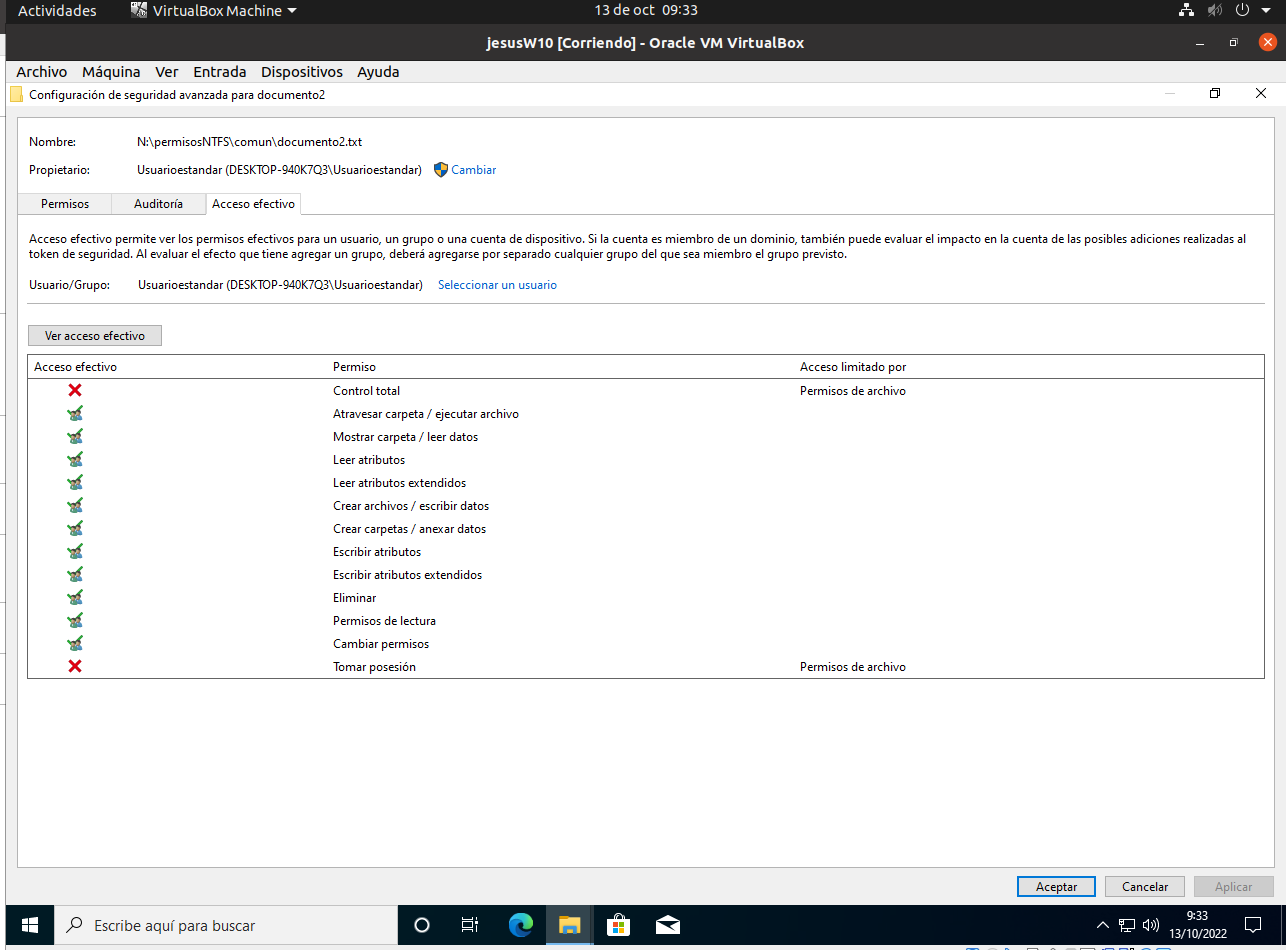 Actividades VirtualBox Machine 13 de oct 09:33
jesusW10 [Corriendo] - Oracle VM VirtualBox
Archivo Máquina Ver Entrada Dispositivos Ayuda
Configuración de seguridad avanzada para documento2
Nombre: N:\permisosNTFS\comun\documento2.txt
Propietario: Usuarioestandar (DESKTOP-940K7Q3\Usuarioestandar) Cambiar
Permisos Auditoría Acceso efectivo
Acceso efectivo permite ver los permisos efectivos para un usuario, un grupo o una cuenta de dispositivo. Si la cuenta es miembro de un dominio, también puede evaluar el impacto en la cuenta de las posibles adiciones realizadas al
token de seguridad. Al evaluar el efecto que tiene agregar un grupo, deberá agregarse por separado cualquier grupo del que sea miembro el grupo previsto.
Usuario/Grupo: Usuarioestandar (DESKTOP-940K7Q3\Usuarioestandar) Seleccionar un usuario
Ver acceso efectivo
Acceso efectivo Permiso Acceso limitado por
Control total Permisos de archivo
Atravesar carpeta / ejecutar archivo
Mostrar carpeta / leer datos
Leer atributos
Leer atributos extendidos
Crear archivos / escribir datos
Crear carpetas / anexar datos
Escribir atributos
Escribir atributos extendidos
Eliminar
Permisos de lectura
Cambiar permisos
Tomar posesión Permisos de archivo
Aceptar Cancelar Aplicar
Escribe aquí para buscar 9:33
13/10/2022